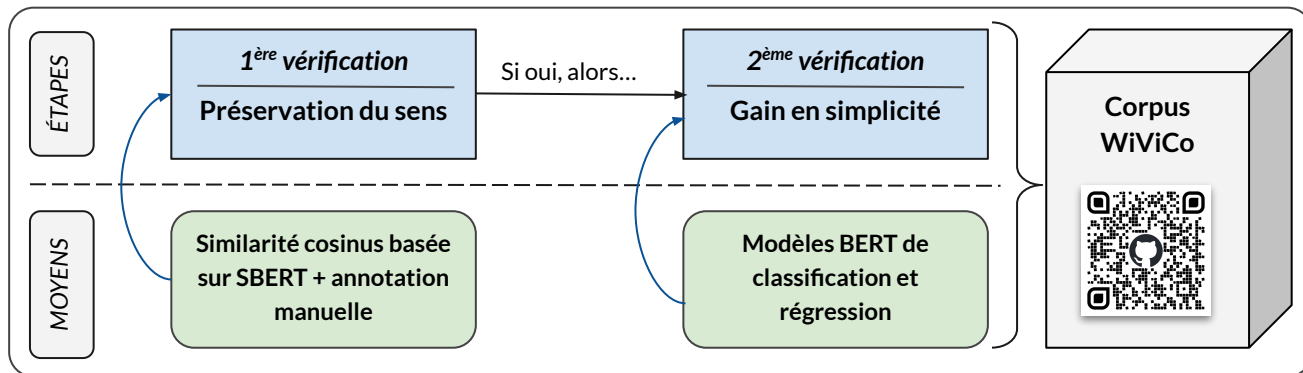 ÉTAPES
1ère vérification
Préservation du sens
Si oui, alors…
2ème vérification
Gain en simplicité
Corpus
WiViCo
MOYENS
Similarité cosinus basée
sur SBERT + annotation
manuelle
Modèles BERT de
classification et
régression